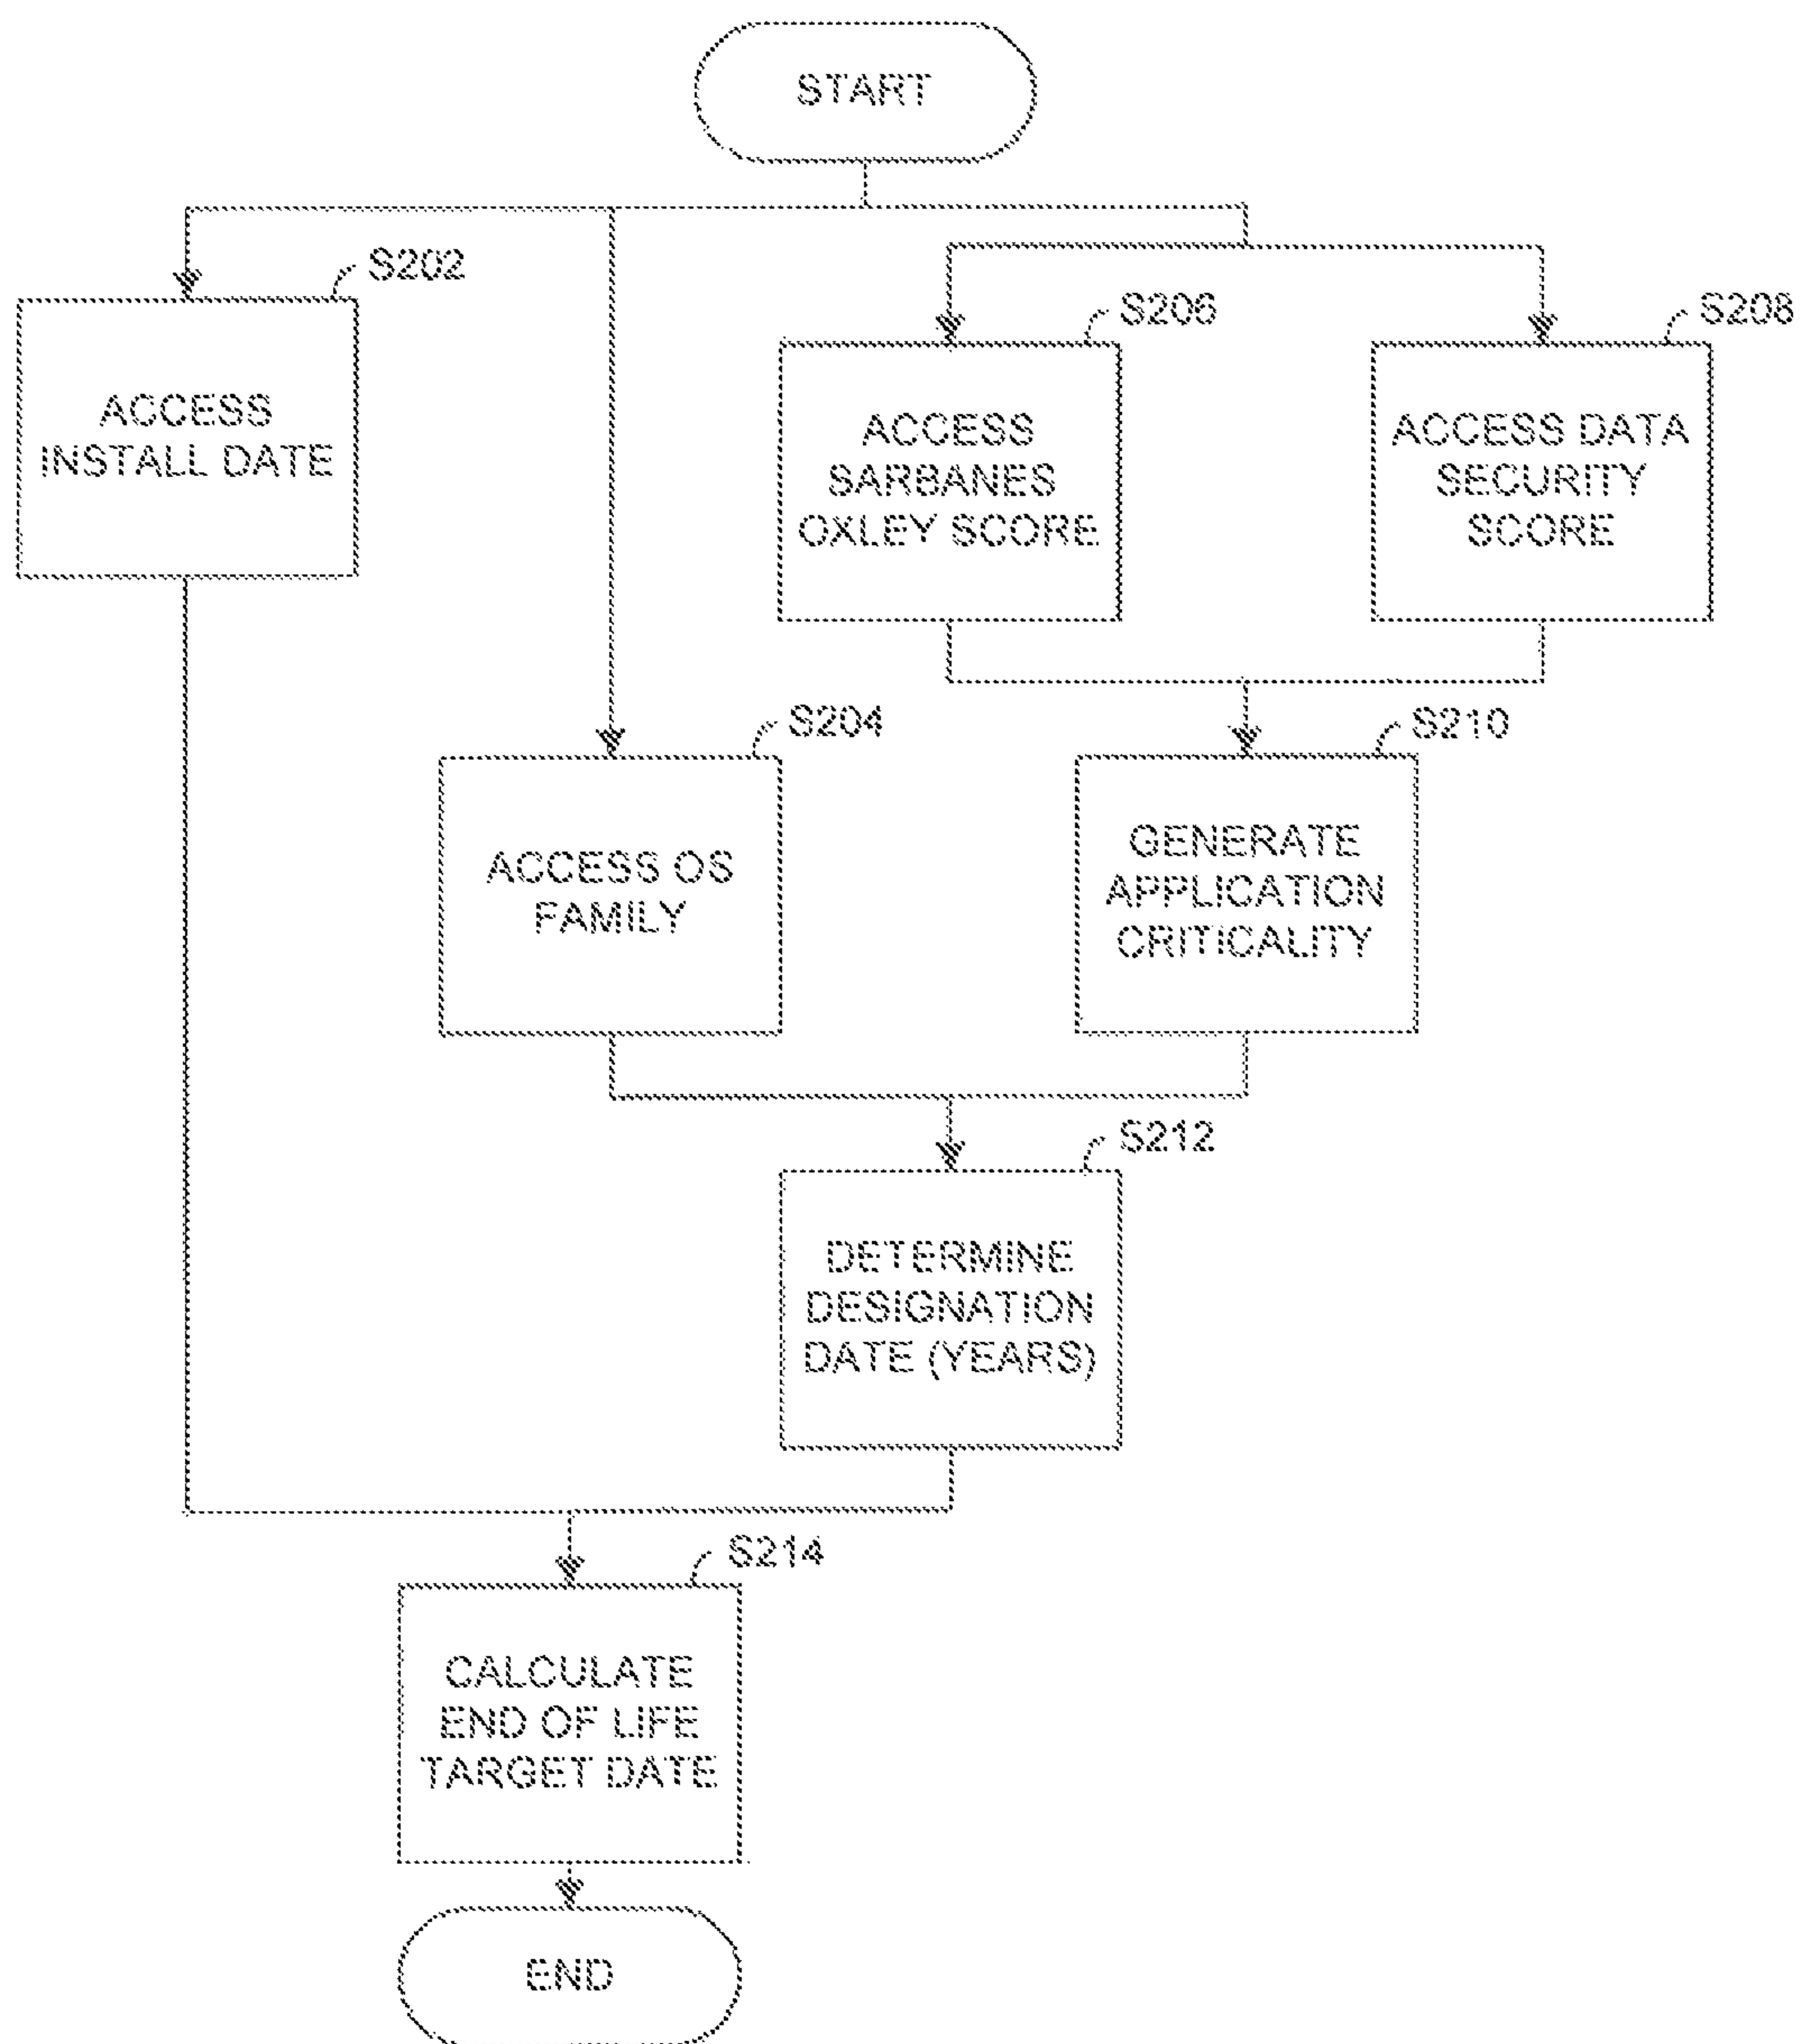 START
S202
ACCESS
INSTALL DATE
S206
ACCESS
SARBANES
OXLEY SCORE
S208
ACCESS DATA
SECURITY
SCORE
S204
ACCESS OS
FAMILY
S210
GENERATE
APPLICATION
CRITICALITY
S212
DETERMINE
DESIGNATION
DATE (YEARS)
S214
CALCULATE
END OF LIFE
TARGET DATE
END